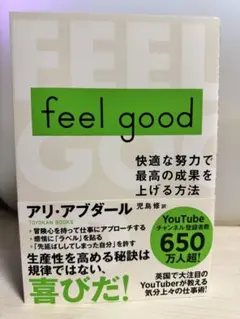 FEEL
GOOD
feel good
快適な努力で
最高の成果を
上げる方法
アリ・アブダール 児島修 訳
TOYOKAN BOOKS
・冒険心を持って仕事にアプローチする
・感情に「ラベル」を貼る
・「先延ばししてしまった自分」を許す
YouTube
チャンネル登録者数
650
万人超!
生産性を高める秘訣は
規律ではない、
喜びだ!
英国で大注目の
YouTuberが教える
気分上々の仕事術!